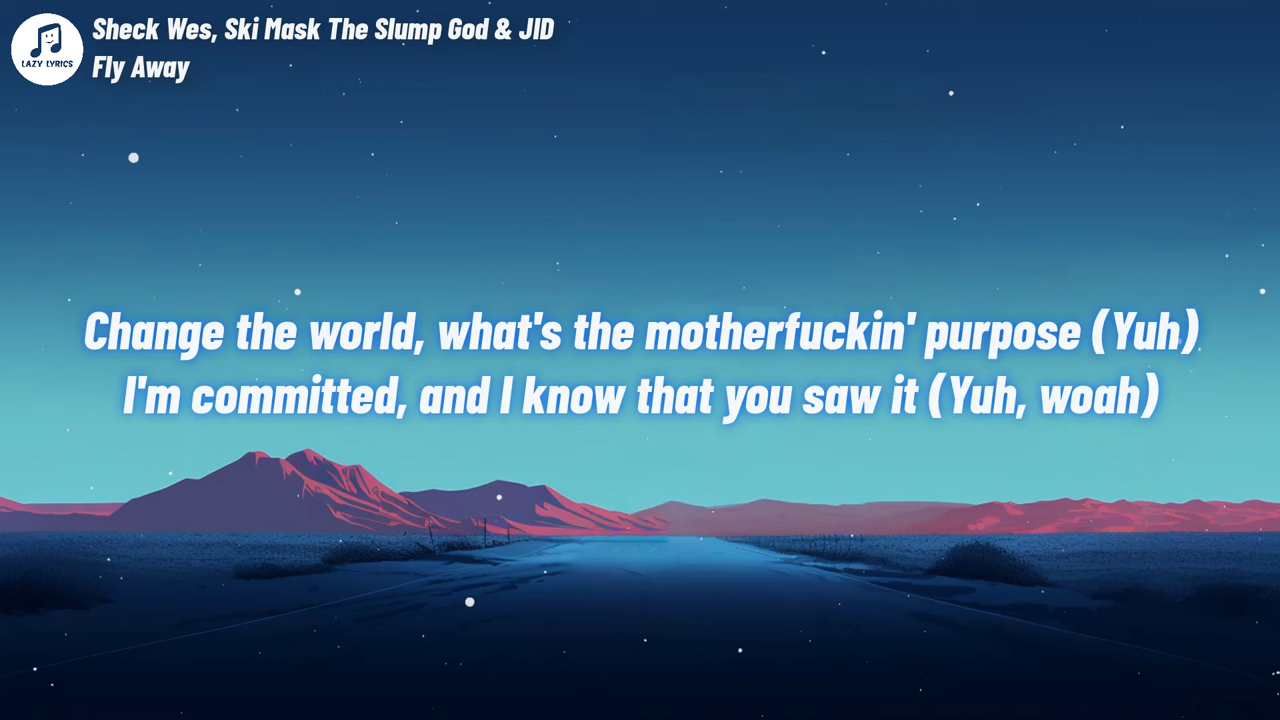 LAZY LYRICS
Sheck Wes, Ski Mask The Slump God & JID
Fly Away
Change the world, what's the motherfuckin' purpose (Yuh)
I'm committed, and I know that you saw it (Yuh, woah)